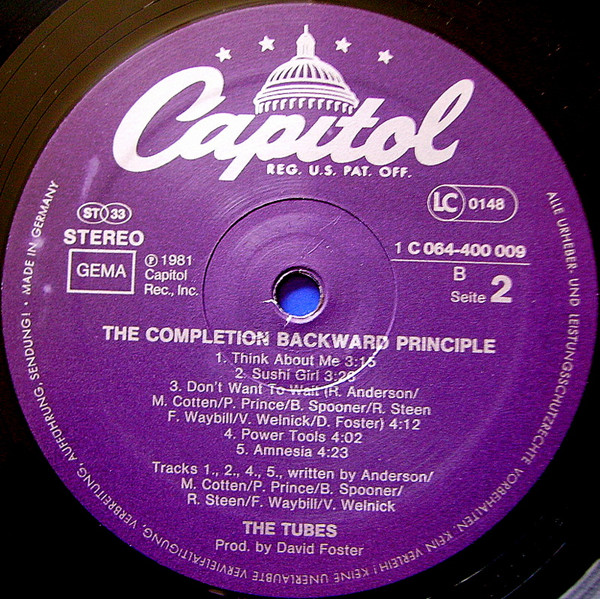 Capitol
REG. U.S. PAT. OFF.
ST 33
STEREO
GEMA
℗ 1981
Capitol
Rec., Inc.
LC 0148
1 C 064-400 009
B
Seite 2
THE COMPLETION BACKWARD PRINCIPLE
1. Think About Me 3:15
2. Sushi Girl 3:26
3. Don't Want To Wait (R. Anderson/
M. Cotten/P. Prince/B. Spooner/R. Steen
F. Waybill/V. Welnick/D. Foster) 4:12
4. Power Tools 4:02
5. Amnesia 4:23
Tracks 1., 2., 4., 5., written by Anderson/
M. Cotten/P. Prince/B. Spooner/
R. Steen/F. Waybill/V. Welnick
THE TUBES
Prod. by David Foster
ALLE URHEBER- UND LEISTUNGSSCHUTZRECHTE VORBEHALTEN. KEIN VERLEIH! KEINE UNERLAUBTE VERVIELFÄLTIGUNG, VERBREITUNG, AUFFÜHRUNG, SENDUNG! • MADE IN GERMANY